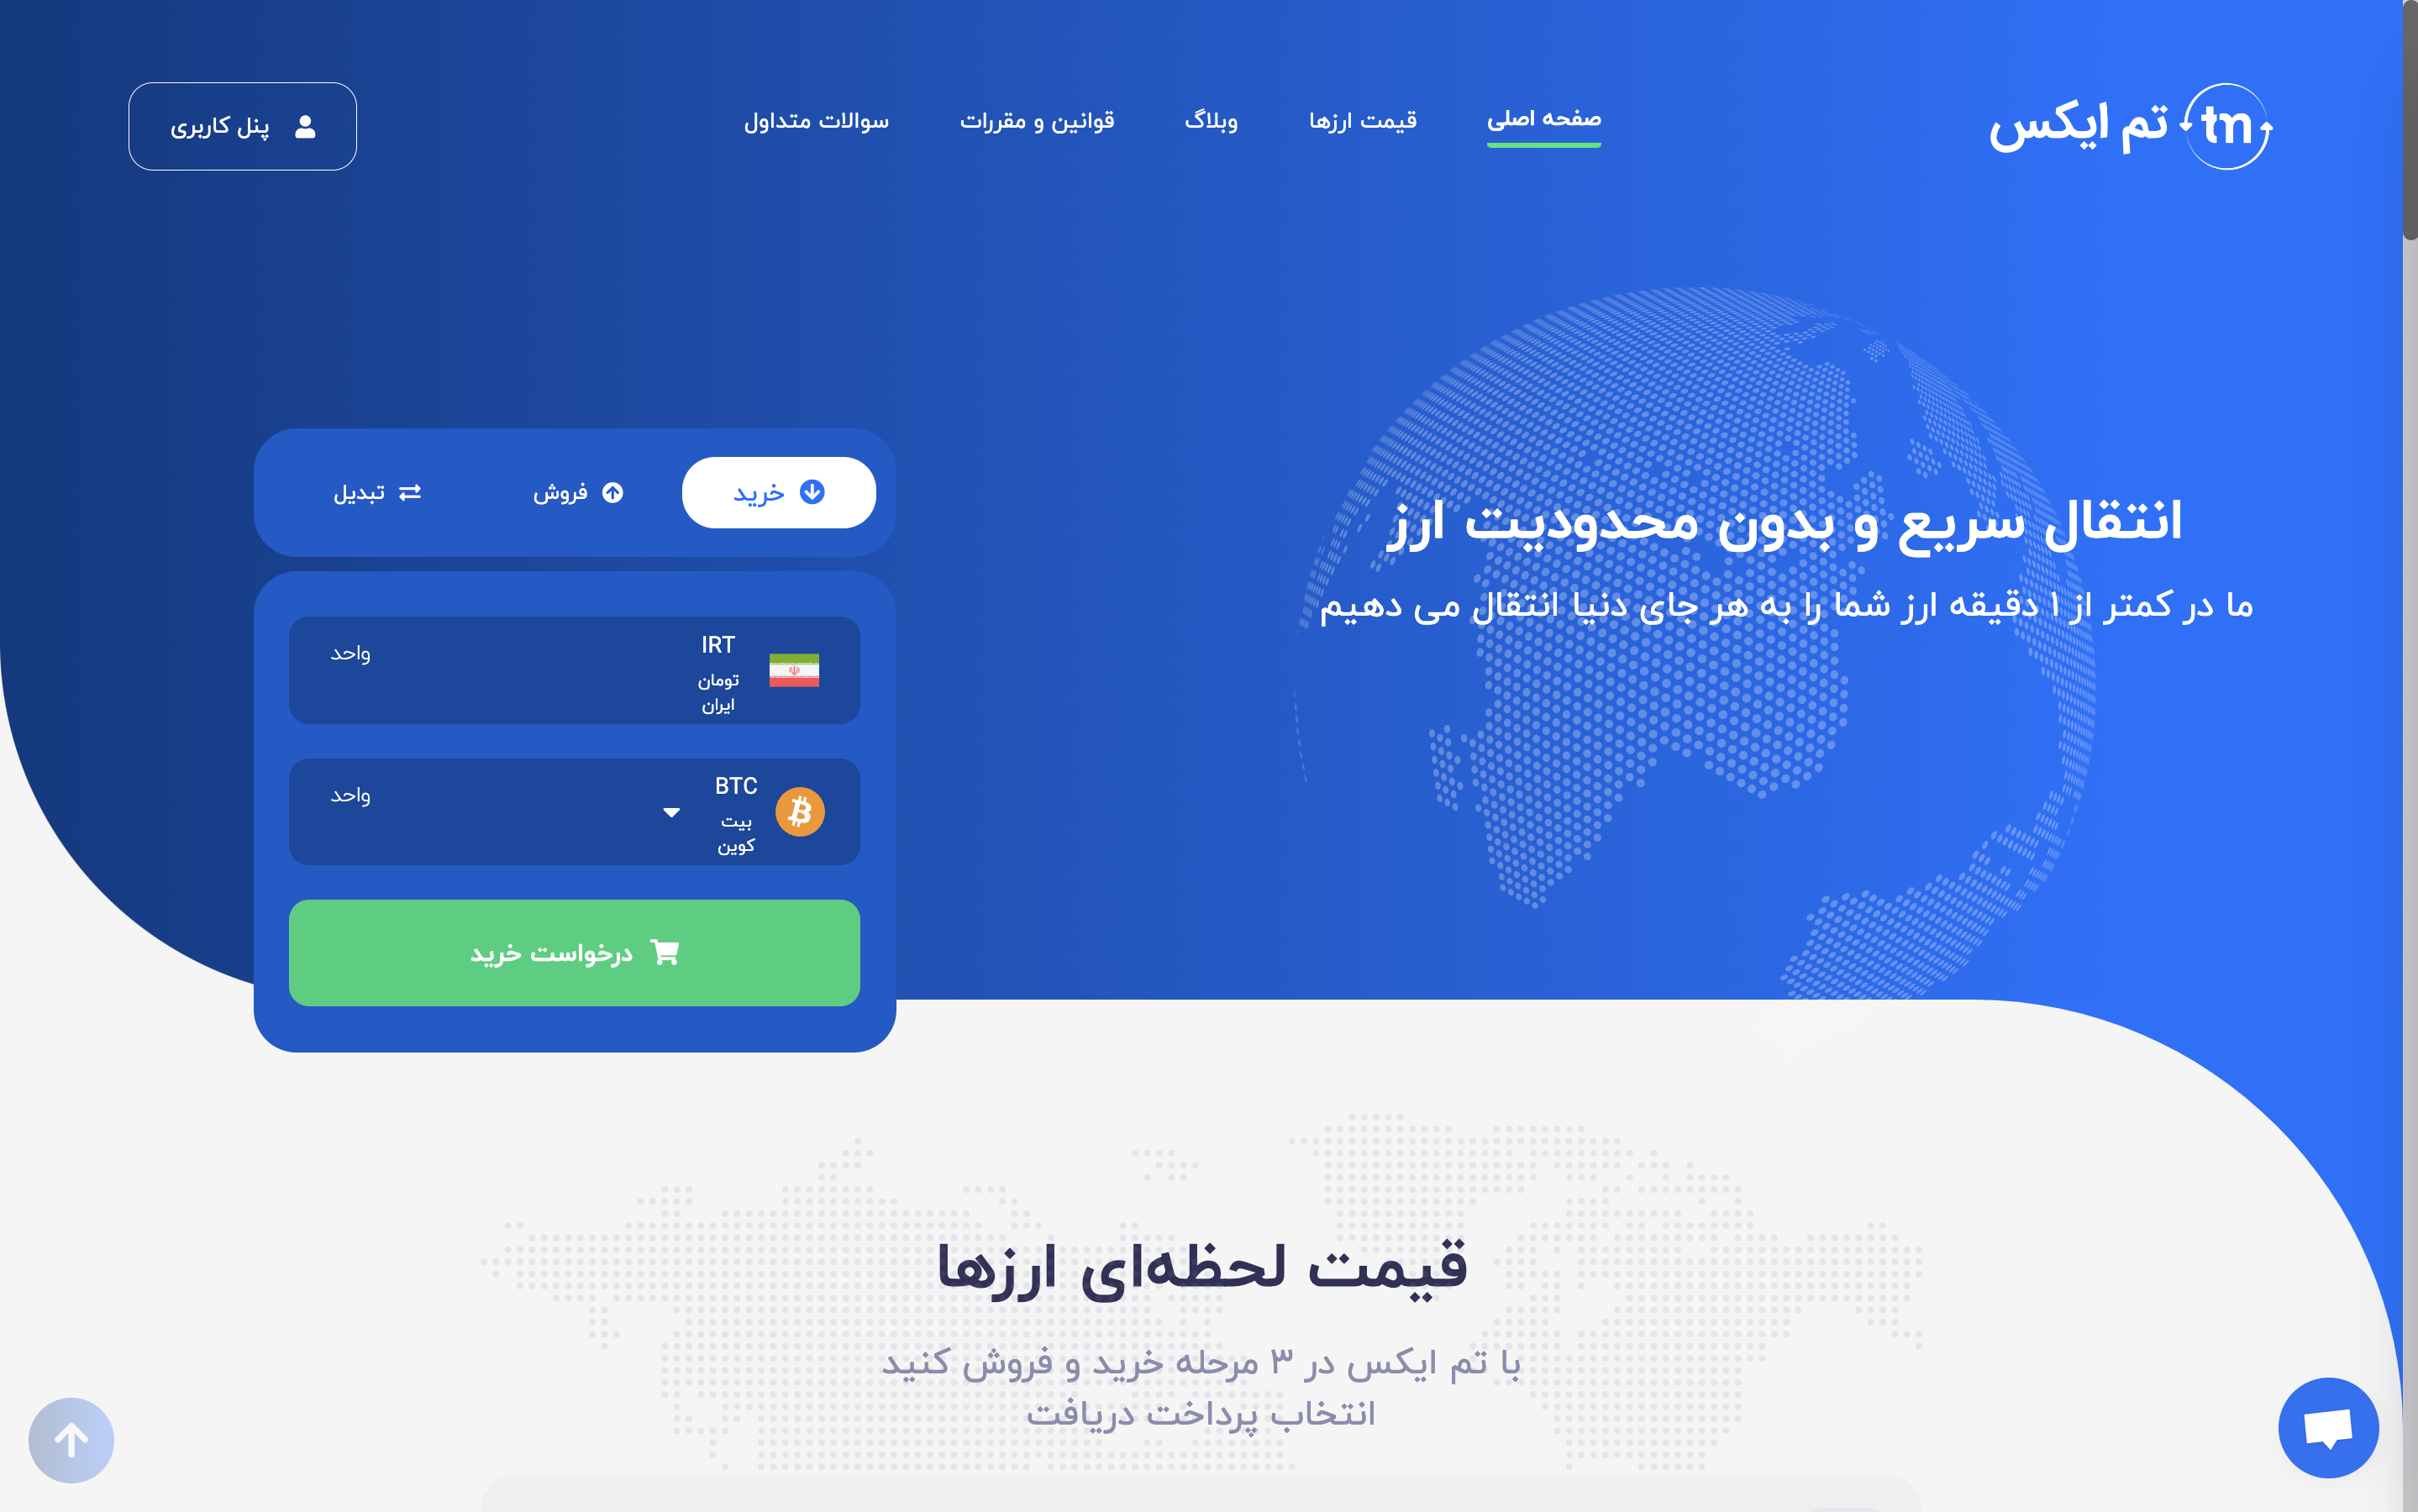 tm تم ایکس
صفحه اصلی
قیمت ارزها
وبلاگ
قوانین و مقررات
سوالات متداول
پنل کاربری
انتقال سریع و بدون محدودیت ارز
ما در کمتر از ۱ دقیقه ارز شما را به هر جای دنیا انتقال می دهیم
خرید
فروش
تبدیل
IRT
تومان
ایران
واحد
BTC
بیت
کوین
واحد
درخواست خرید
قیمت لحظه‌ای ارزها
با تم ایکس در ۳ مرحله خرید و فروش کنید
انتخاب پرداخت دریافت